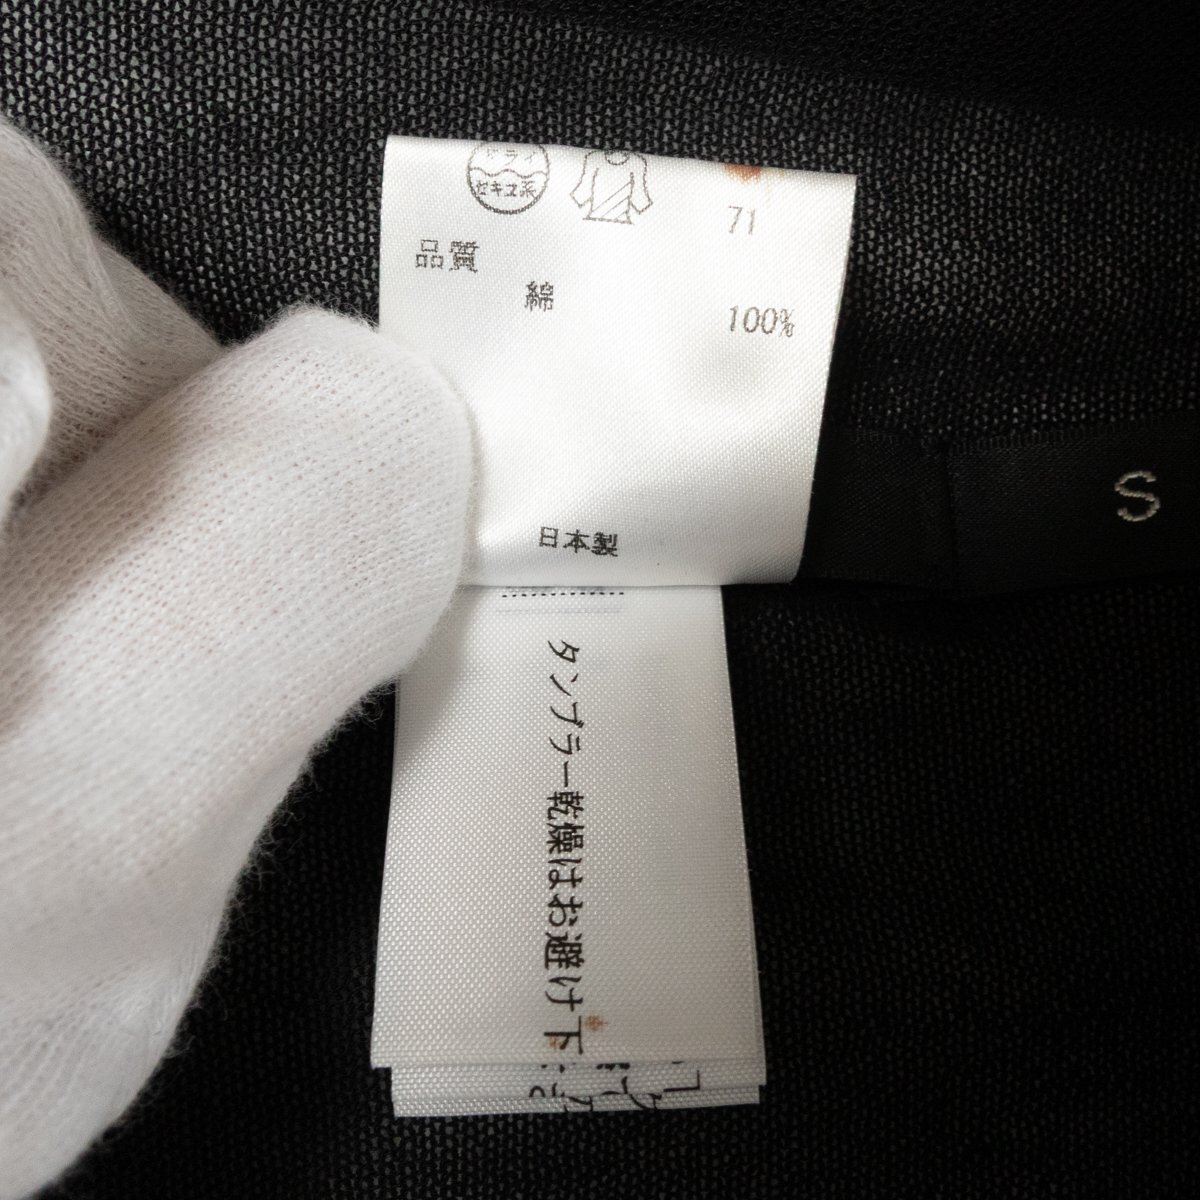 ドライ
セキユ系
71
品質
綿 100%
日本製
S
タンブラー乾燥はお避け下